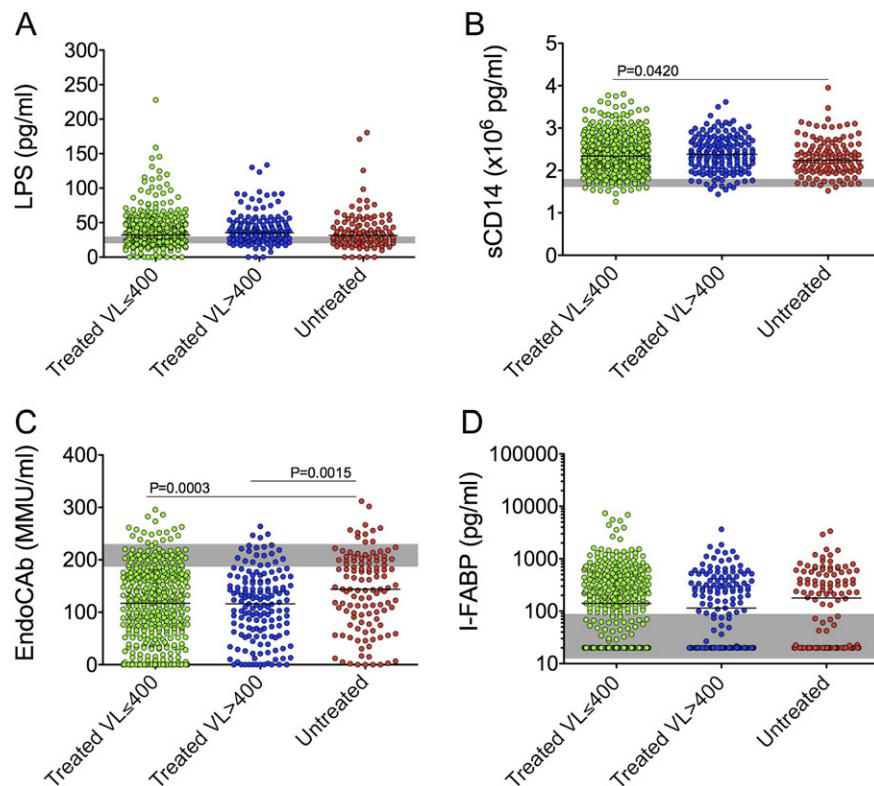 A
300
250
200
150
100
50
0
LPS (pg/ml)
Treated VL≤400
Treated VL>400
Untreated
B
5
4
3
2
1
0
sCD14 (x10⁶ pg/ml)
P=0.0420
Treated VL≤400
Treated VL>400
Untreated
C
400
300
200
100
0
EndoCAb (MMU/ml)
P=0.0015
P=0.0003
Treated VL≤400
Treated VL>400
Untreated
D
100000
10000
1000
100
10
I-FABP (pg/ml)
Treated VL≤400
Treated VL>400
Untreated